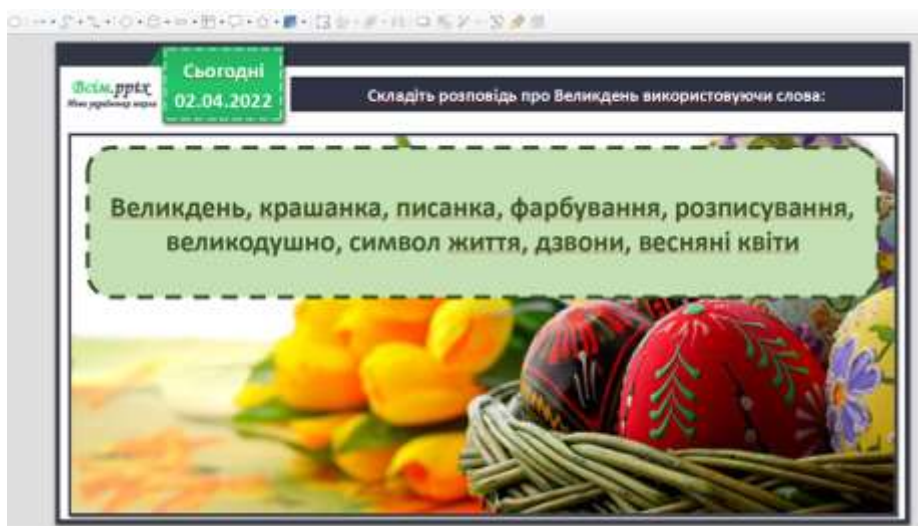 Всім.pptx
Сьогодні
02.04.2022
Складіть розповідь про Великдень використовуючи слова:
Великдень, крашанка, писанка, фарбування, розписування,
великодушно, символ життя, дзвони, весняні квіти